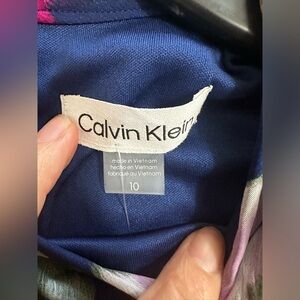 Calvin Klein
made in Vietnam
hecho en Vietnam
fabriqué au Vietnam
10